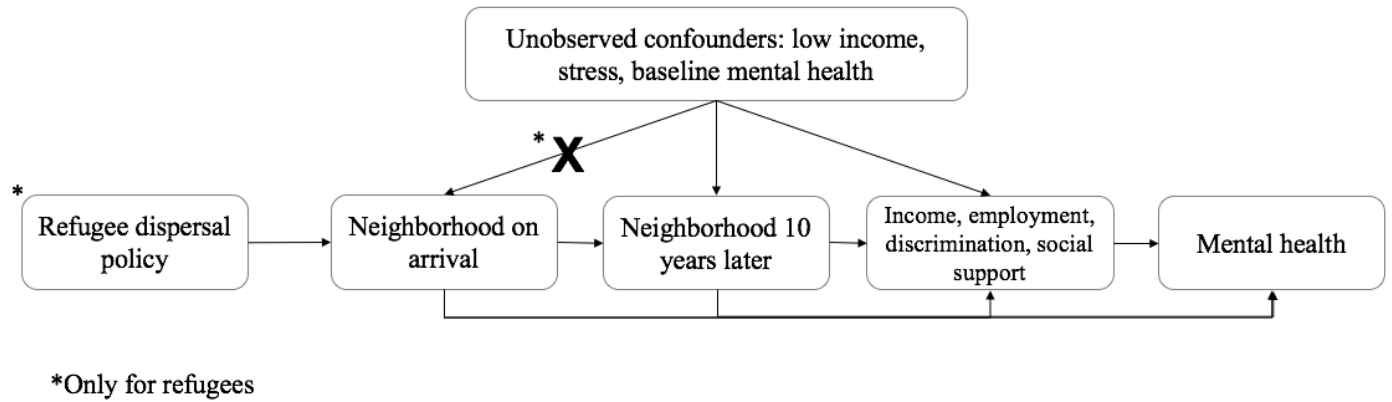 Unobserved confounders: low income,
stress, baseline mental health
* X
*
Refugee dispersal
policy
Neighborhood on
arrival
Neighborhood 10
years later
Income, employment,
discrimination, social
support
Mental health
*Only for refugees